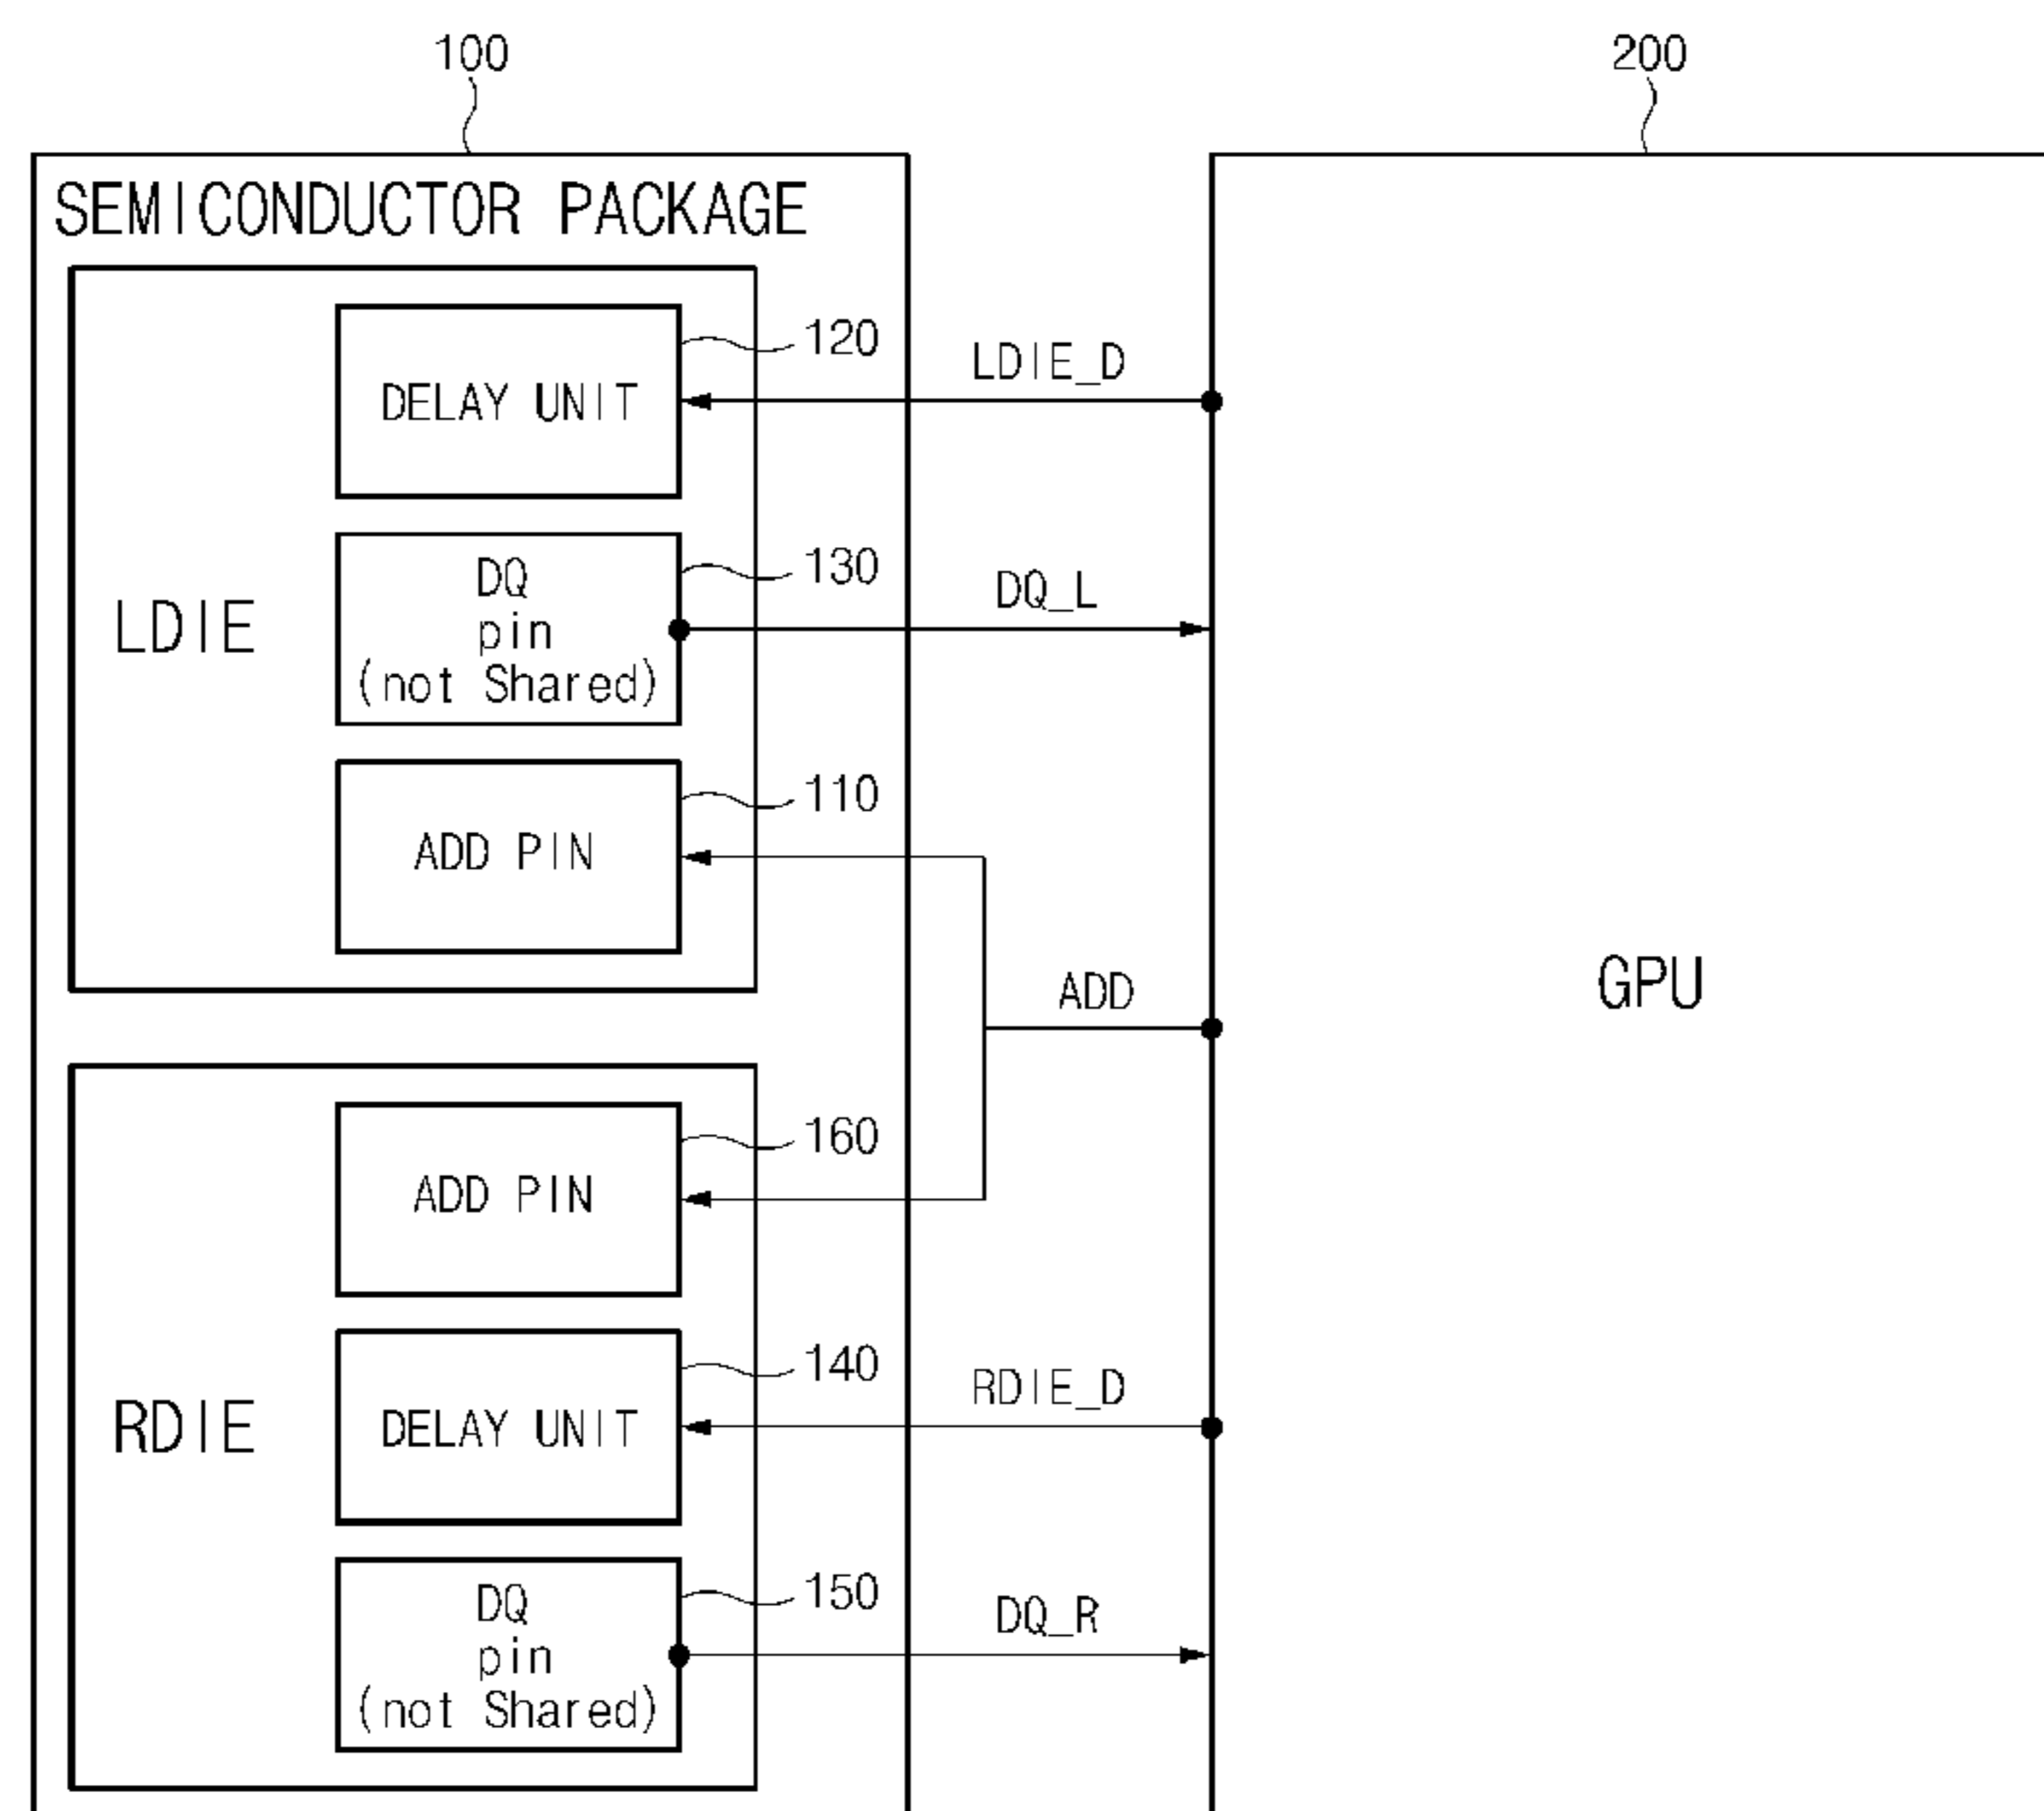 100
200
SEMICONDUCTOR PACKAGE
120
DELAY UNIT
LDIE_D
130
DQ
pin
(not Shared)
DQ_L
LDIE
110
ADD PIN
ADD
GPU
160
ADD PIN
140
DELAY UNIT
RDIE_D
RDIE
150
DQ
pin
(not Shared)
DQ_R